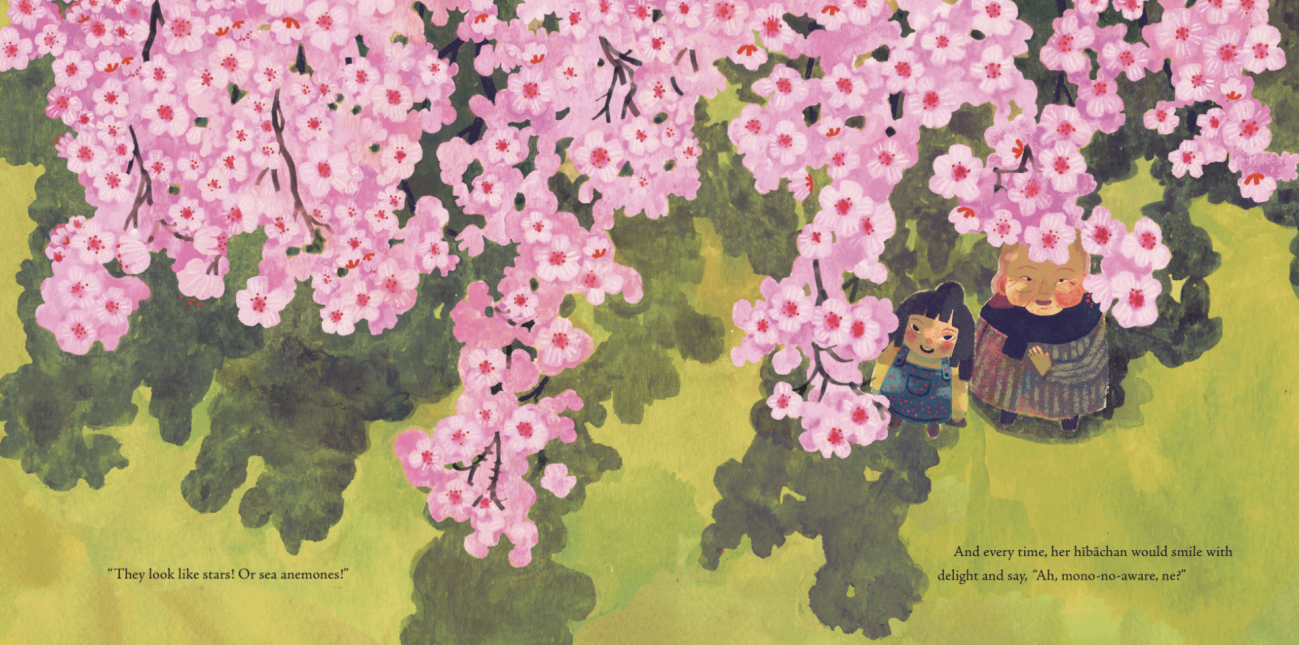 “They look like stars! Or sea anemones!”
And every time, her hībāchan would smile with
delight and say, “Ah, mono-no-aware, ne?”